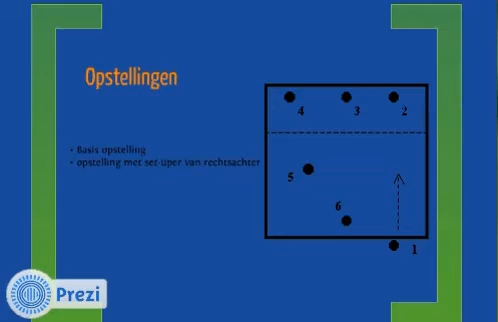 Opstellingen
• Basis opstelling
• opstelling met set-uper van rechtsachter
4 3 2
5
6
1
Prezi